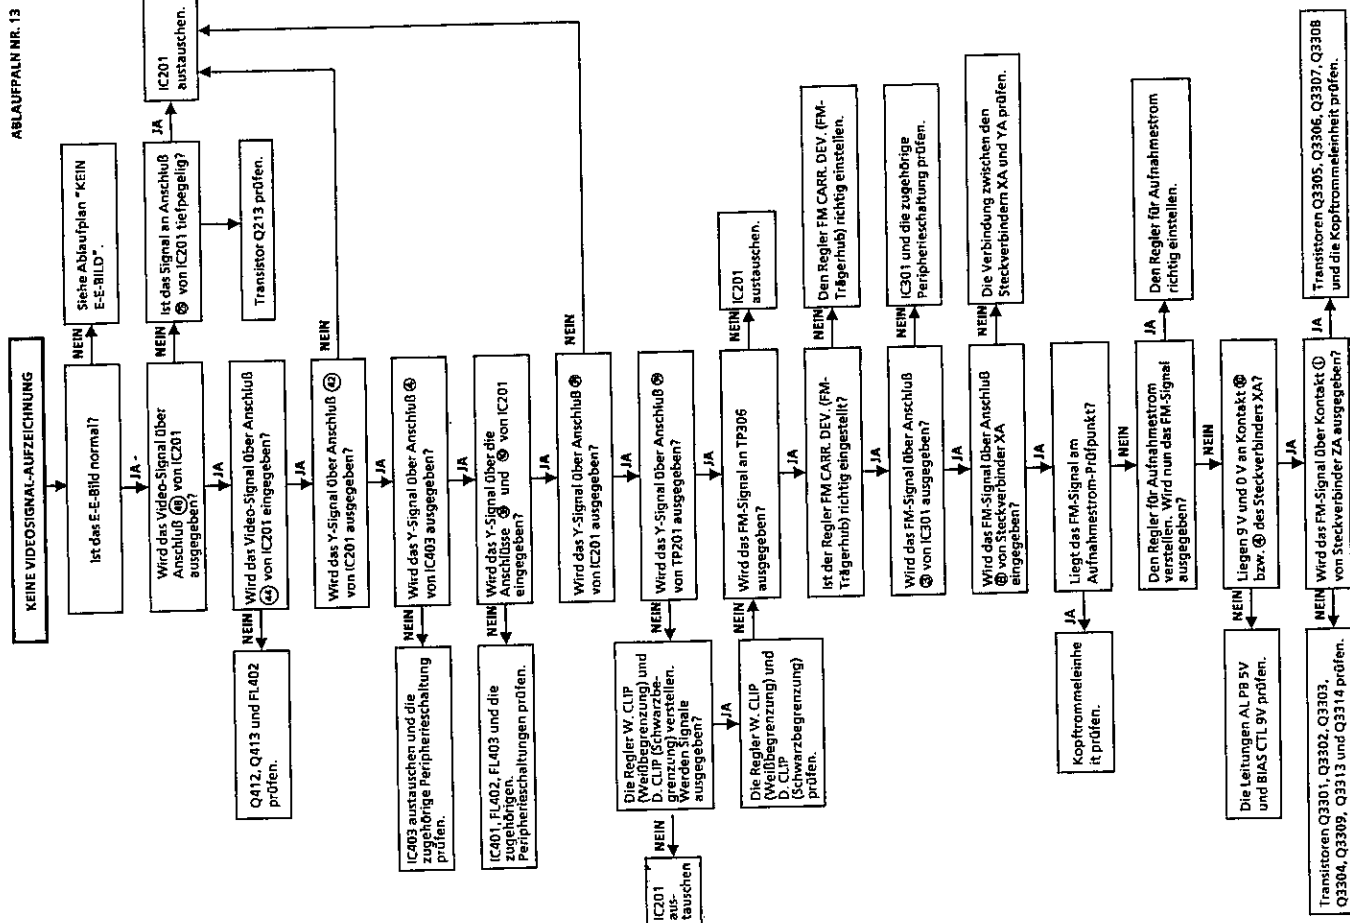 ABLAUFPALN NR. 13
KEINE VIDEOSIGNAL-AUFZEICHNUNG
Ist das E-E-Bild normal?
NEIN
Siehe Ablaufplan "KEIN
E-E-BILD".
JA
Wird das Video-Signal über
Anschluß 48 von IC201
ausgegeben?
NEIN
Ist das Signal an Anschluß
von IC201 tiefpegelig?
JA
IC201
austauschen.
Transistor Q213 prüfen.
JA
Wird das Video-Signal über Anschluß
44 von IC201 eingegeben?
NEIN
Q412, Q413 und FL402
prüfen.
JA
Wird das Y-Signal über Anschluß 42
von IC201 ausgegeben?
NEIN
JA
Wird das Y-Signal über Anschluß
von IC403 ausgegeben?
NEIN
IC403 austauschen und die
zugehörige Peripherieschaltung
prüfen.
JA
Wird das Y-Signal über die
Anschlüsse und von IC201
eingegeben?
NEIN
IC401, FL402, FL403 und die
zugehörigen
Peripherieschaltungen prüfen.
JA
Wird das Y-Signal über Anschluß
von IC201 ausgegeben?
NEIN
JA
Wird das Y-Signal über Anschluß
von TP201 ausgegeben?
NEIN
Die Regler W. CLIP
(Weißbegrenzung) und
D. CLIP (Schwarzbe-
grenzung) verstellen.
Werden Signale
ausgegeben?
NEIN
IC201
aus-
tauschen
JA
Die Regler W. CLIP
(Weißbegrenzung) und
D. CLIP
(Schwarzbegrenzung)
prüfen.
NEIN
JA
Wird das FM-Signal an TP306
ausgegeben?
NEIN
IC201
austauschen.
JA
Ist der Regler FM CARR. DEV. (FM-
Trägerhub) richtig eingestellt?
NEIN
Den Regler FM CARR. DEV. (FM-
Trägerhub) richtig einstellen.
JA
Wird das FM-Signal über Anschluß
von IC301 ausgegeben?
NEIN
IC301 und die zugehörige
Peripherieschaltung prüfen.
JA
Wird das FM-Signal über Anschluß
von Steckverbinder XA
eingegeben?
NEIN
Die Verbindung zwischen den
Steckverbindern XA und YA prüfen.
JA
Liegt das FM-Signal am
Aufnahmestrom-Prüfpunkt?
JA
Kopftrommeleinhe
it prüfen.
NEIN
Den Regler für Aufnahmestrom
verstellen. Wird nun das FM-Signal
ausgegeben?
JA
Den Regler für Aufnahmestrom
richtig einstellen.
NEIN
Liegen 9 V und 0 V an Kontakt
bzw. ④ des Steckverbinders XA?
NEIN
Die Leitungen AL PB 5V
und BIAS CTL 9V prüfen.
JA
Wird das FM-Signal über Kontakt ①
von Steckverbinder ZA ausgegeben?
NEIN
Transistoren Q3301, Q3302, Q3303,
Q3304, Q3309, Q3313 und Q3314 prüfen.
JA
Transistoren Q3305, Q3306, Q3307, Q3308
und die Kopftrommeleinheit prüfen.